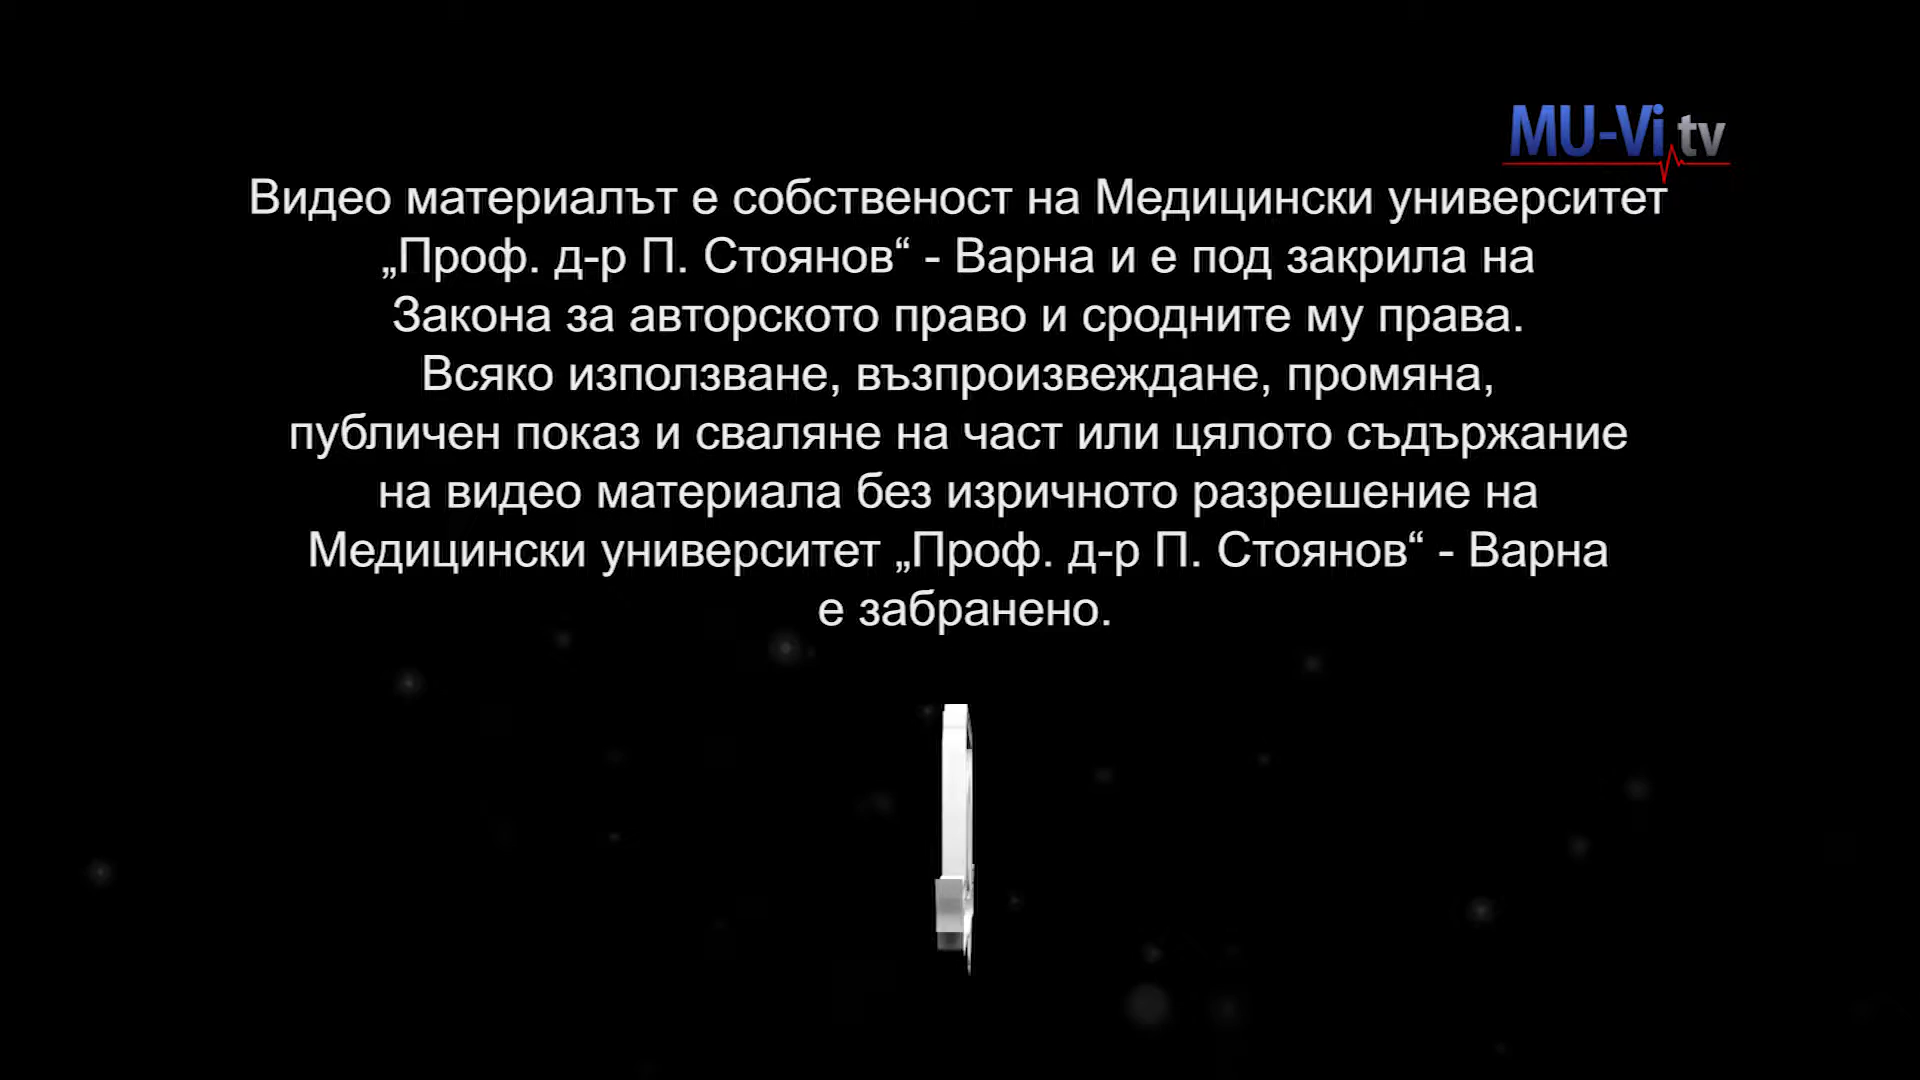 MU-Vi.tv
Видео материалът е собственост на Медицински университет
„Проф. д-р П. Стоянов“ - Варна и е под закрила на
Закона за авторското право и сродните му права.
Всяко използване, възпроизвеждане, промяна,
публичен показ и сваляне на част или цялото съдържание
на видео материала без изричното разрешение на
Медицински университет „Проф. д-р П. Стоянов“ - Варна
е забранено.